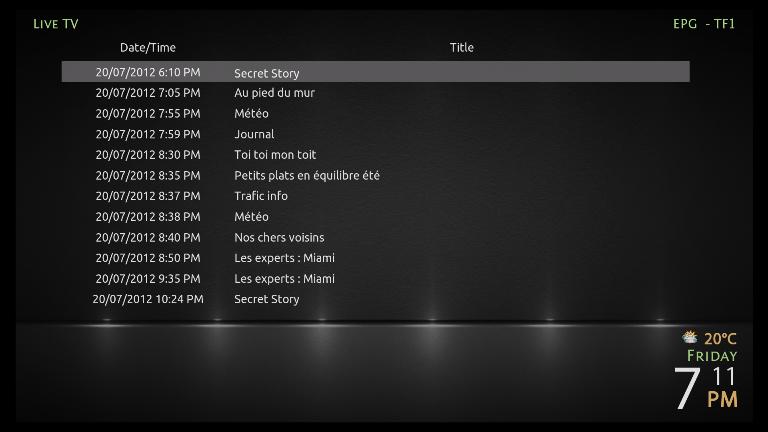 LIVE TV EPG - TF1
Date/Time Title
20/07/2012 6:10 PM Secret Story
20/07/2012 7:05 PM Au pied du mur
20/07/2012 7:55 PM Météo
20/07/2012 7:59 PM Journal
20/07/2012 8:30 PM Toi toi mon toit
20/07/2012 8:35 PM Petits plats en équilibre été
20/07/2012 8:37 PM Trafic info
20/07/2012 8:38 PM Météo
20/07/2012 8:40 PM Nos chers voisins
20/07/2012 8:50 PM Les experts : Miami
20/07/2012 9:35 PM Les experts : Miami
20/07/2012 10:24 PM Secret Story
20°C
FRIDAY
7 11 PM